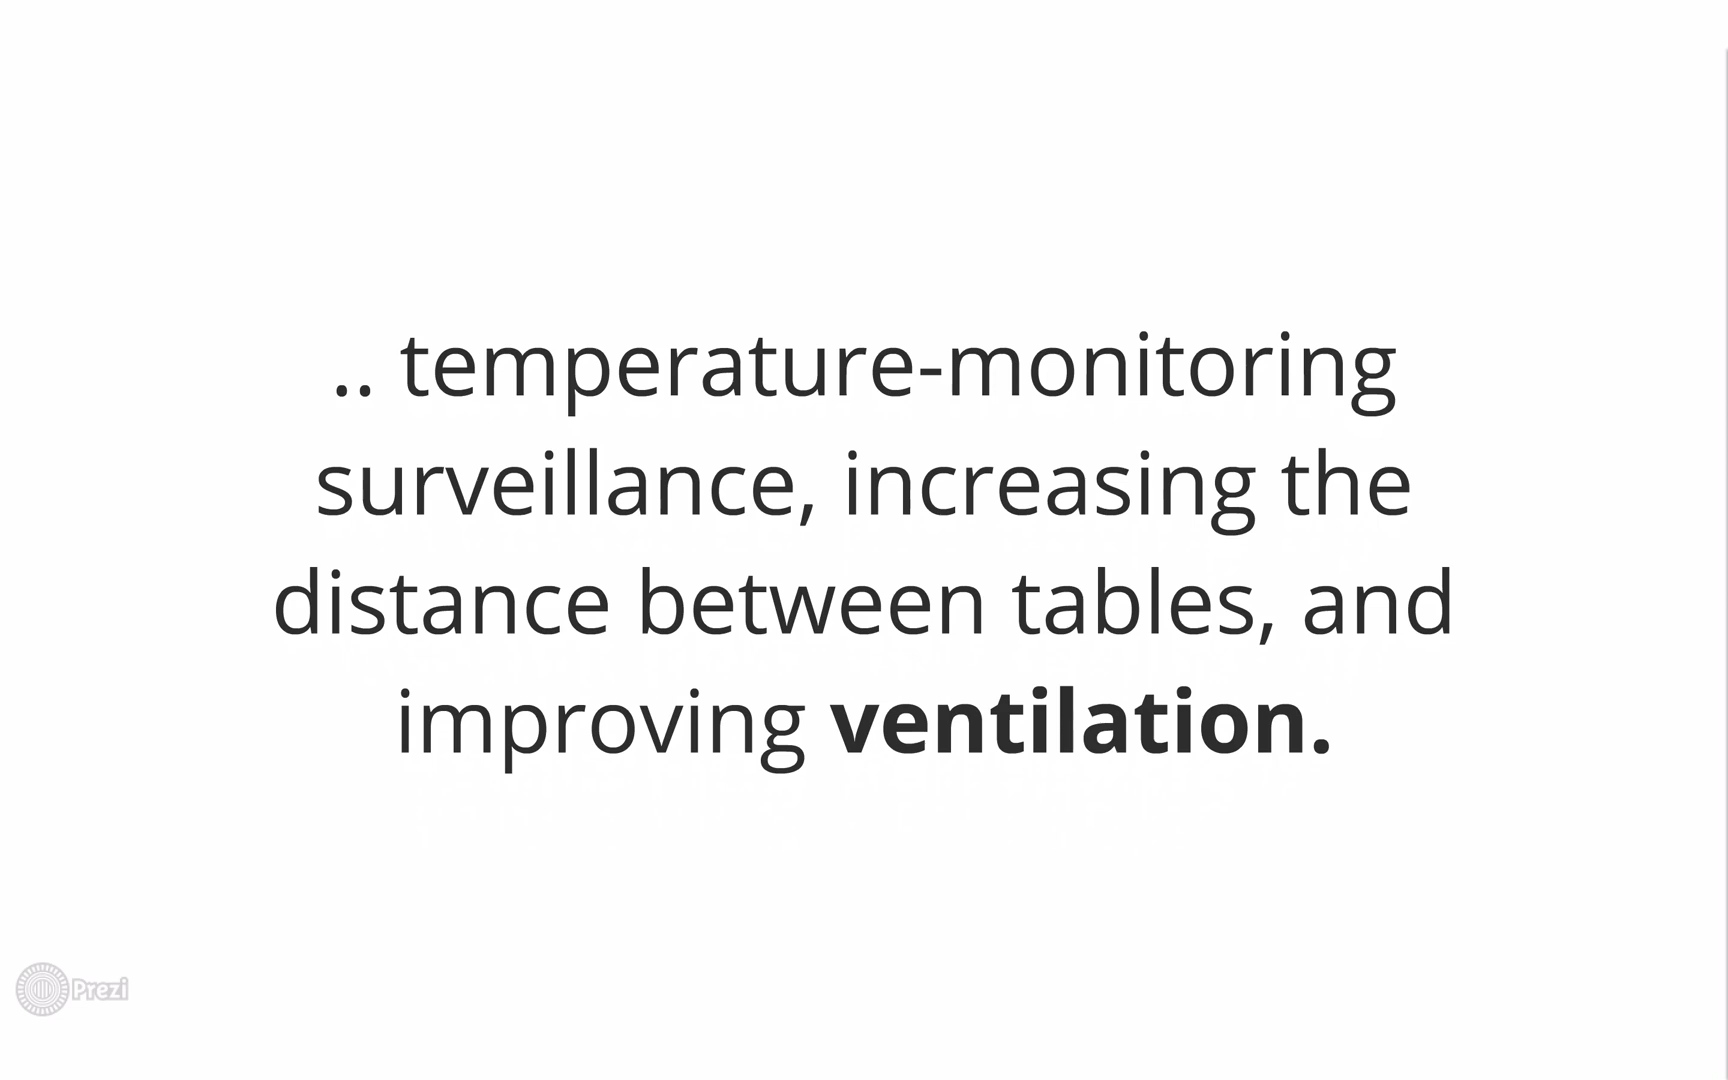 .. temperature-monitoring
surveillance, increasing the
distance between tables, and
improving ventilation.
Prezi